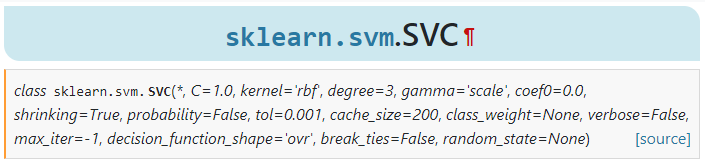 sklearn.svm.SVC¶
class sklearn.svm.SVC(*, C=1.0, kernel='rbf', degree=3, gamma='scale', coef0=0.0,
shrinking=True, probability=False, tol=0.001, cache_size=200, class_weight=None, verbose=False,
max_iter=-1, decision_function_shape='ovr', break_ties=False, random_state=None) [source]